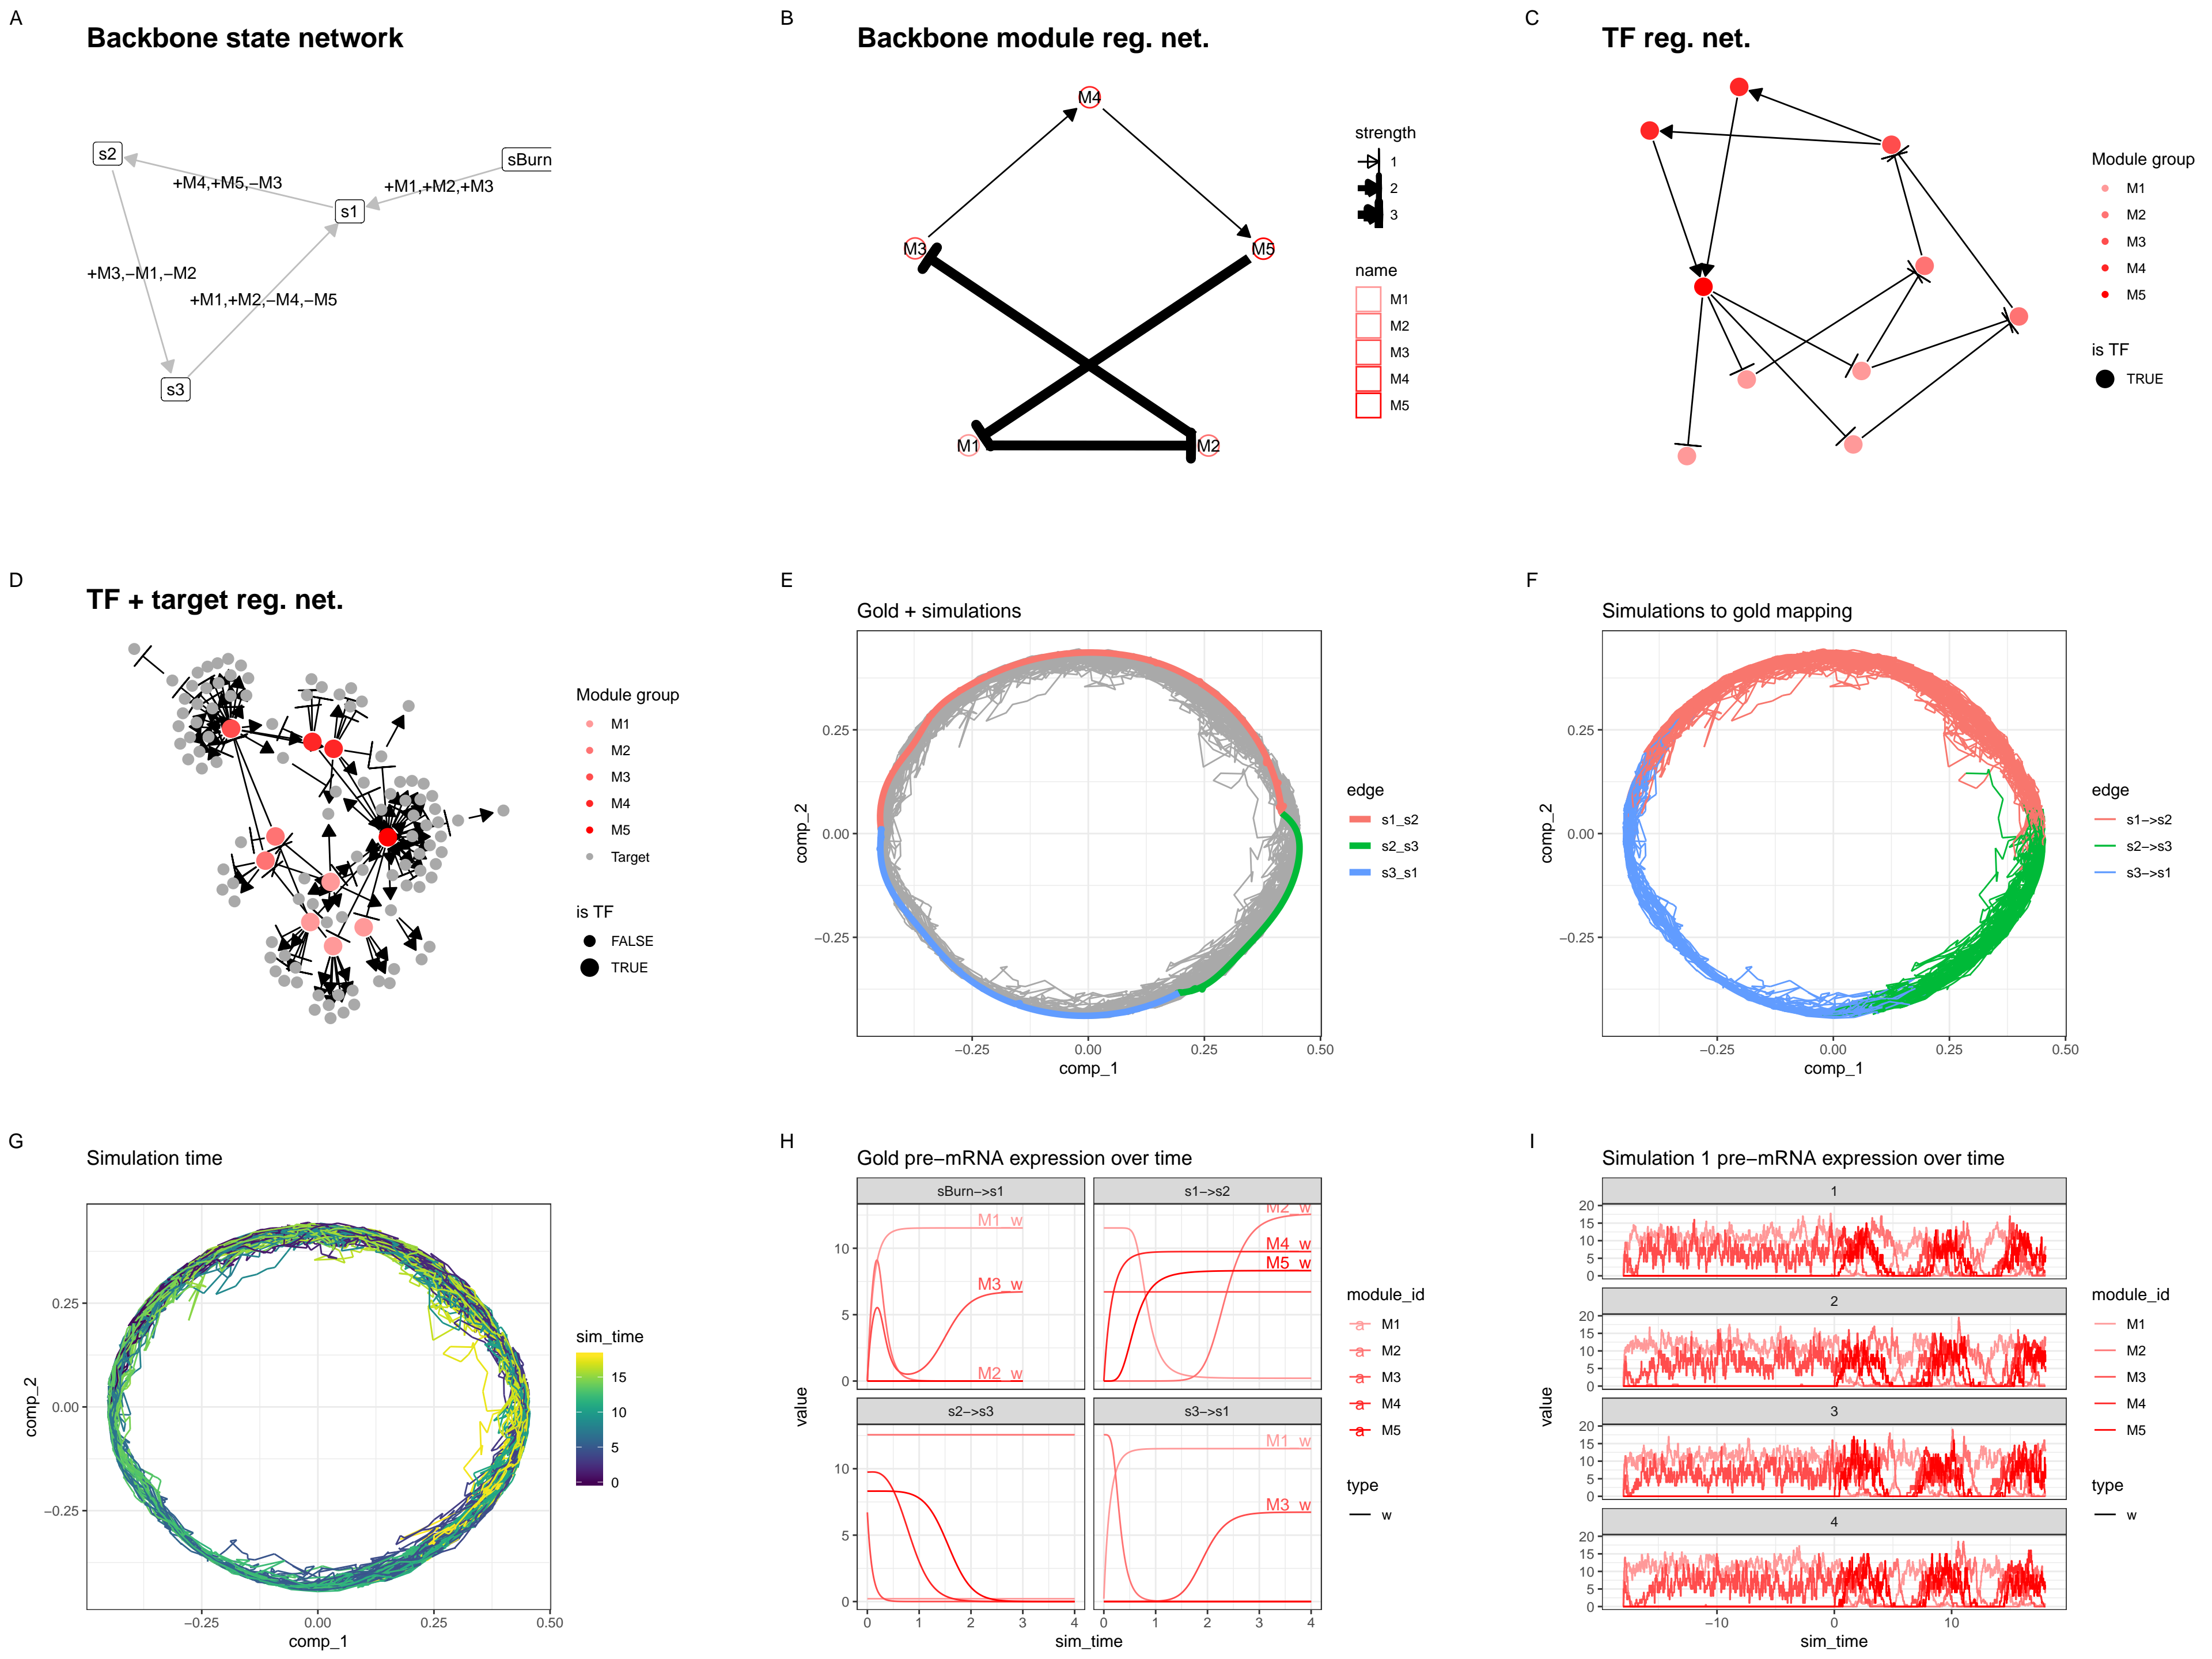 A
Backbone state network
s2
sBurn
+M4,+M5,−M3
+M1,+M2,+M3
s1
+M3,−M1,−M2
+M1,+M2,−M4,−M5
s3
B
Backbone module reg. net.
M4
M3
M5
M1
M2
strength
1
2
3
name
M1
M2
M3
M4
M5
C
TF reg. net.
Module group
M1
M2
M3
M4
M5
is TF
TRUE
D
TF + target reg. net.
Module group
M1
M2
M3
M4
M5
Target
is TF
FALSE
TRUE
E
Gold + simulations
comp_2
0.25
0.00
−0.25
−0.25
0.00
0.25
0.50
comp_1
edge
s1_s2
s2_s3
s3_s1
F
Simulations to gold mapping
comp_2
0.25
0.00
−0.25
−0.25
0.00
0.25
0.50
comp_1
edge
s1−>s2
s2−>s3
s3−>s1
G
Simulation time
comp_2
0.25
0.00
−0.25
−0.25
0.00
0.25
0.50
comp_1
sim_time
15
10
5
0
H
Gold pre−mRNA expression over time
value
sBurn−>s1
10
5
0
M1_w
M3_w
M2_w
s1−>s2
M2_w
M4_w
M5_w
s2−>s3
10
5
0
0
1
2
3
4
s3−>s1
M1_w
M3_w
0
1
2
3
4
sim_time
module_id
a M1
a M2
a M3
a M4
a M5
type
w
I
Simulation 1 pre−mRNA expression over time
value
1
20
15
10
5
0
2
20
15
10
5
0
3
20
15
10
5
0
4
20
15
10
5
0
−10
0
10
sim_time
module_id
M1
M2
M3
M4
M5
type
w